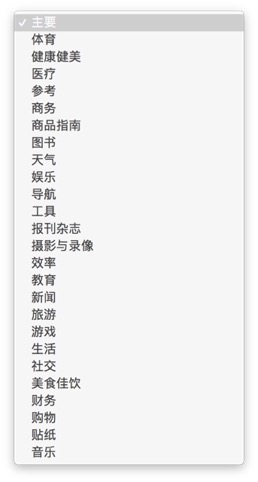 ✓ 主要
体育
健康健美
医疗
参考
商务
商品指南
图书
天气
娱乐
导航
工具
报刊杂志
摄影与录像
效率
教育
新闻
旅游
游戏
生活
社交
美食佳饮
财务
购物
贴纸
音乐